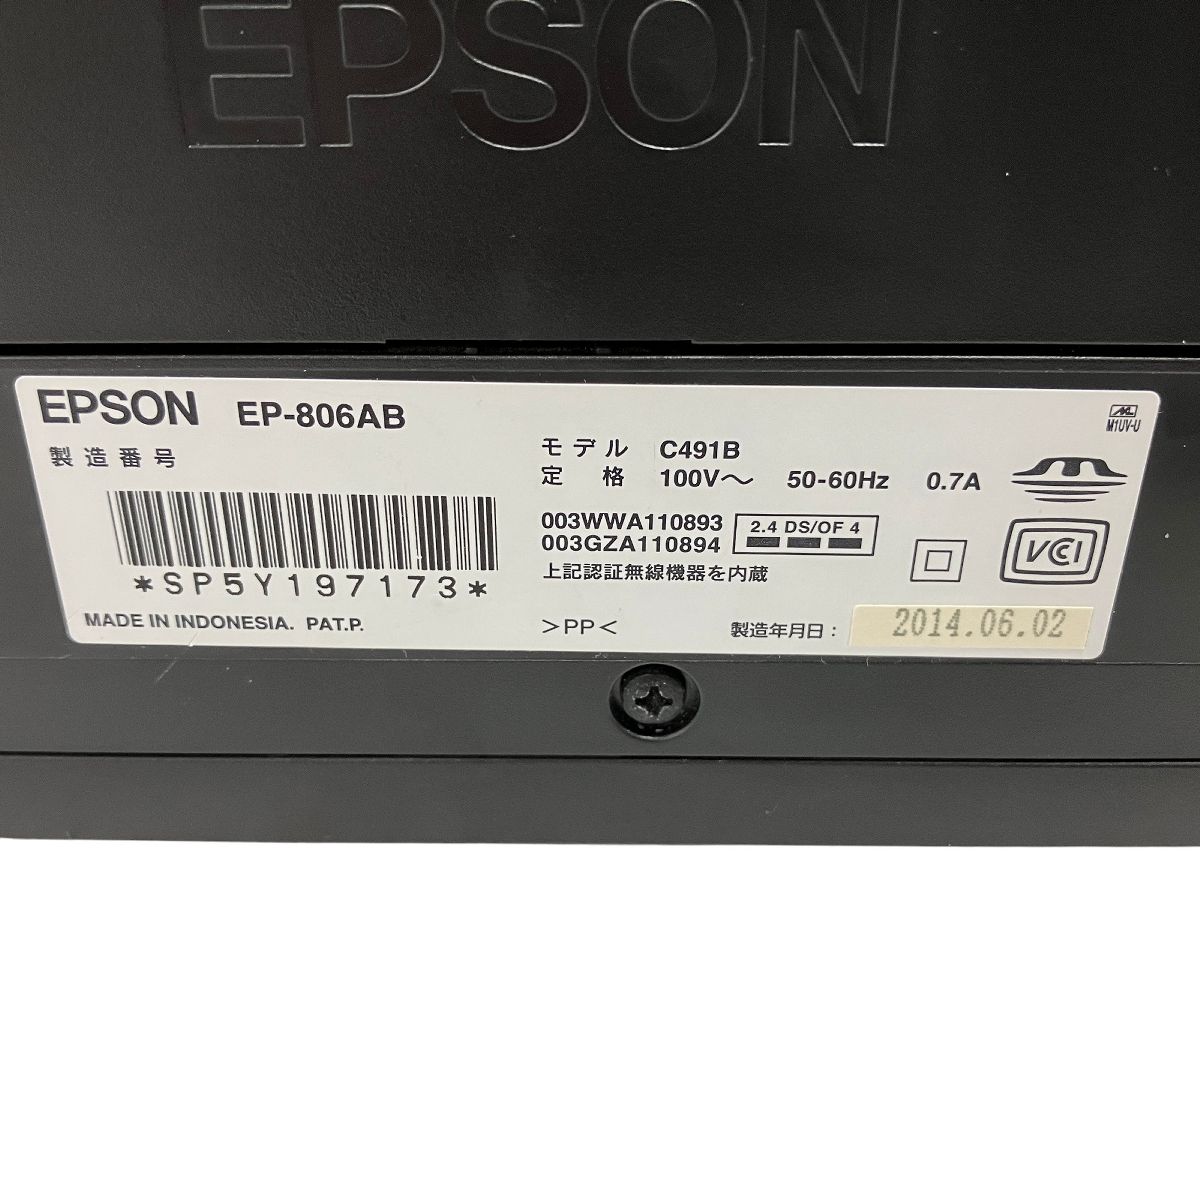 EPSON
EPSON EP-806AB
製造番号
*SP5Y197173*
MADE IN INDONESIA. PAT.P.
モデル C491B
定格 100V～ 50-60Hz 0.7A
003WWA110893
003GZA110894
2.4 DS/OF 4
上記認証無線機器を内蔵
>PP<
製造年月日： 2014.06.02
M1UV-U
VCCI